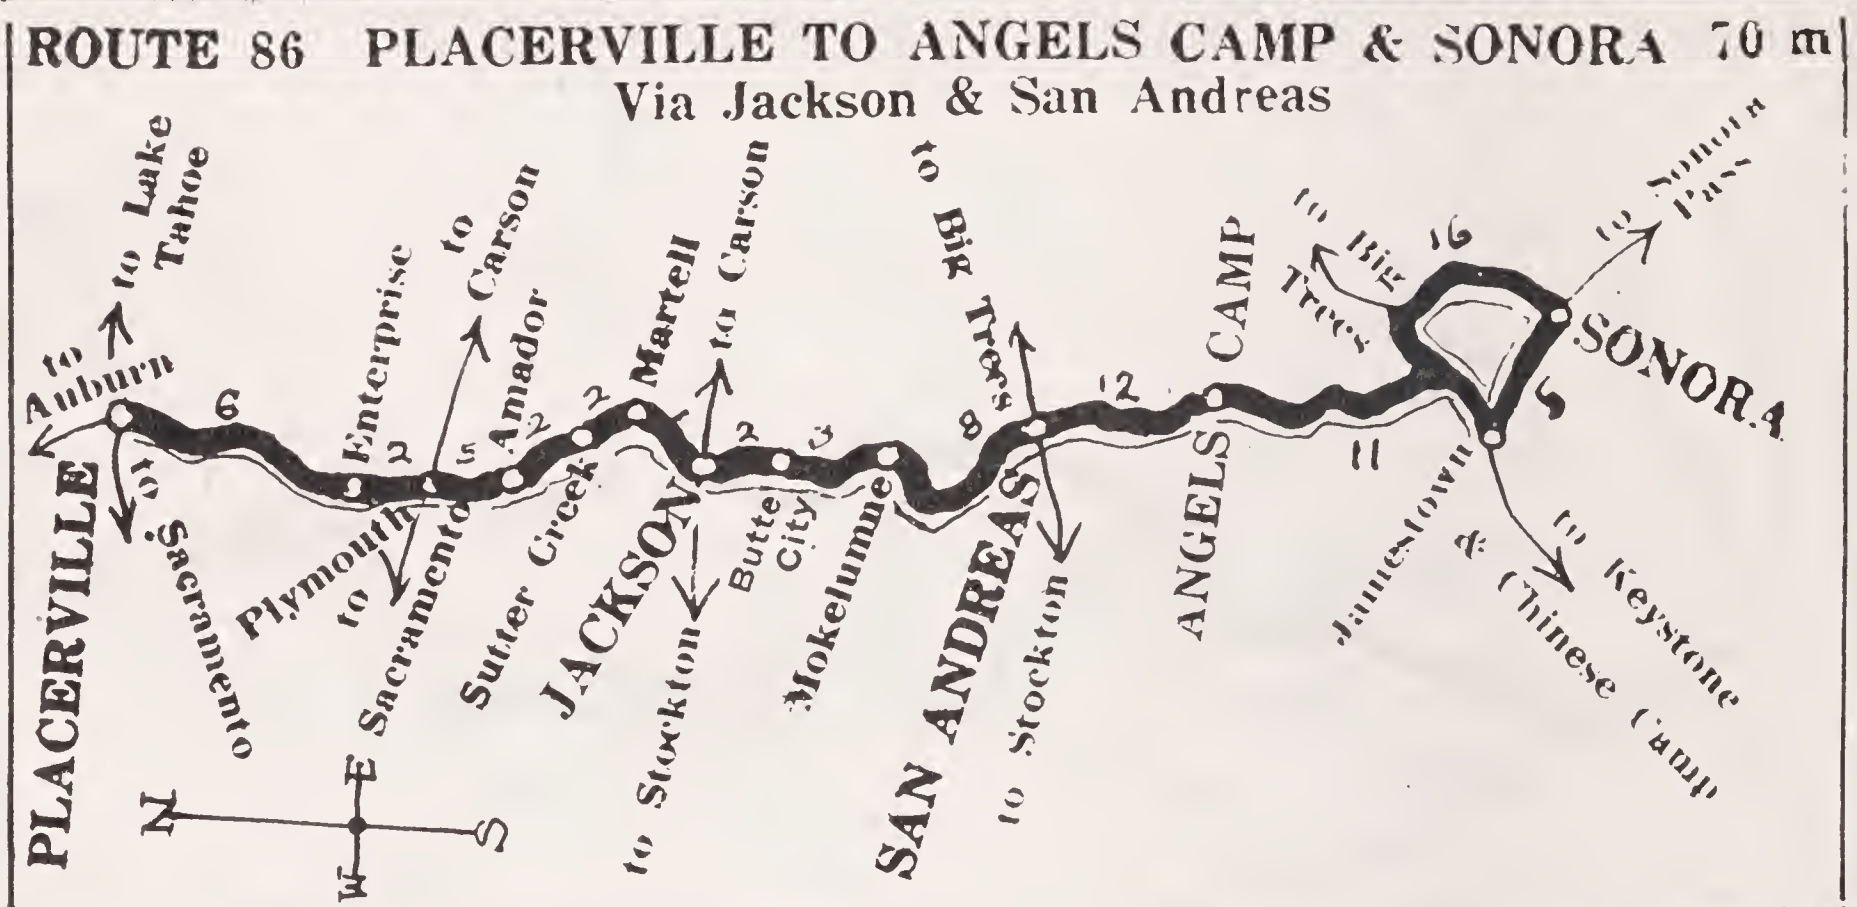 ROUTE 86 PLACERVILLE TO ANGELS CAMP & SONORA 70 m
Via Jackson & San Andreas
to Lake
Tahoe
to
Auburn
PLACERVILLE
to
Sacramento
6
Enterprise
2
to
Carson
Plymouth
to
Sacramento
5
Amador
2
Sutter Creek
2
Martell
to Carson
JACKSON
to Stockton
2
Butte
City
3
Mokelumne
8
to Big Trees
SAN ANDREAS
to Stockton
12
ANGELS CAMP
11
to Big
Trees
16
to Sonora
Pass
SONORA
5
Jamestown
to Keystone
& Chinese Camp
N
E
S
W